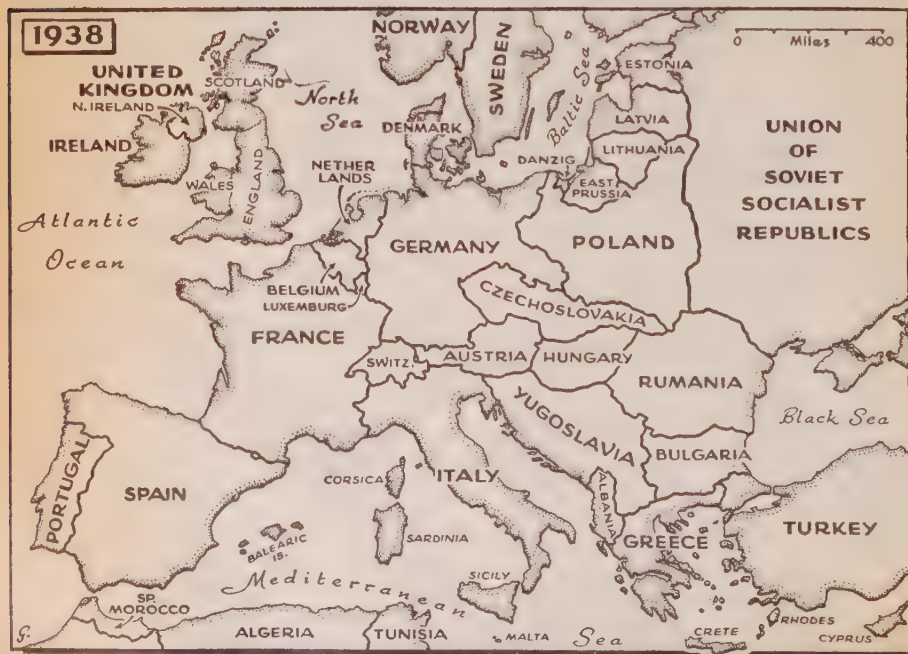 1938
NORWAY
SWEDEN
Baltic Sea
0 Miles 400
ESTONIA
UNITED
KINGDOM
SCOTLAND
N. IRELAND
North
Sea
LATVIA
UNION
OF
SOVIET
SOCIALIST
REPUBLICS
DENMARK
IRELAND
LITHUANIA
DANZIG
NETHER
LANDS
EAST
PRUSSIA
WALES
ENGLAND
Atlantic
Ocean
GERMANY
POLAND
BELGIUM
LUXEMBURG
CZECHOSLOVAKIA
FRANCE
SWITZ.
AUSTRIA
HUNGARY
RUMANIA
YUGOSLAVIA
Black Sea
BULGARIA
PORTUGAL
SPAIN
CORSICA
ITALY
ALBANIA
TURKEY
GREECE
BALEARIC
IS.
SARDINIA
Mediterranean
Sea
SICILY
SP.
MOROCCO
RHODES
G.
ALGERIA
TUNISIA
MALTA
CRETE
CYPRUS